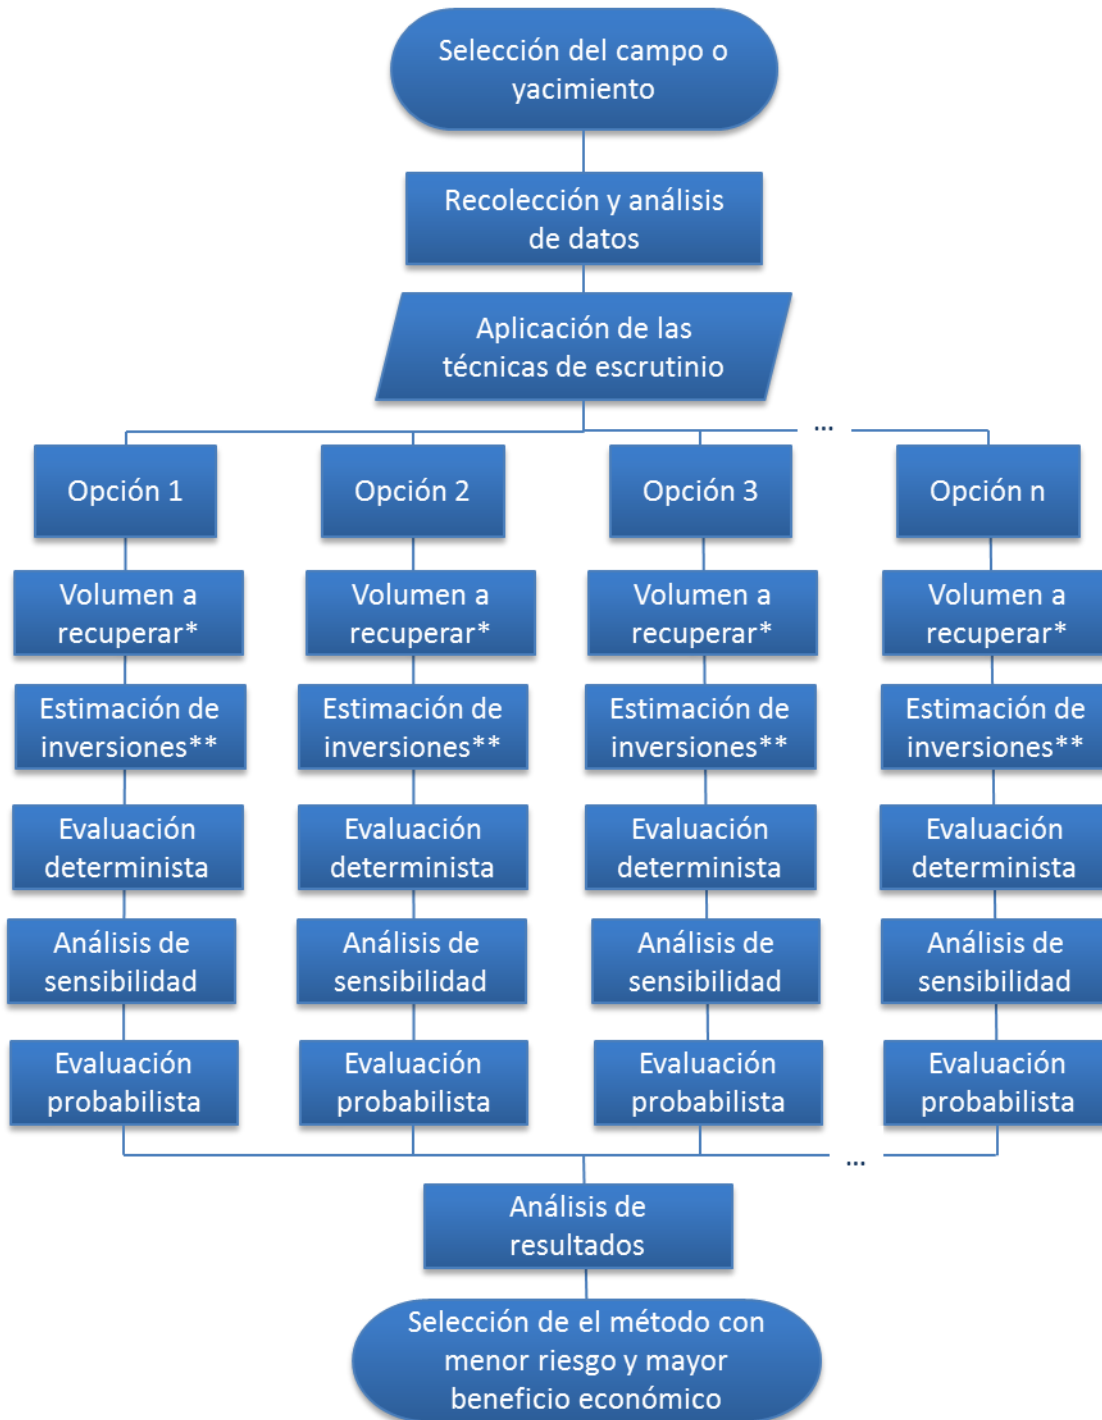 Selección del campo o
yacimiento
Recolección y análisis
de datos
Aplicación de las
técnicas de escrutinio
...
Opción 1
Opción 2
Opción 3
Opción n
Volumen a
recuperar*
Volumen a
recuperar*
Volumen a
recuperar*
Volumen a
recuperar*
Estimación de
inversiones**
Estimación de
inversiones**
Estimación de
inversiones**
Estimación de
inversiones**
Evaluación
determinista
Evaluación
determinista
Evaluación
determinista
Evaluación
determinista
Análisis de
sensibilidad
Análisis de
sensibilidad
Análisis de
sensibilidad
Análisis de
sensibilidad
Evaluación
probabilista
Evaluación
probabilista
Evaluación
probabilista
Evaluación
probabilista
...
Análisis de
resultados
Selección de el método con
menor riesgo y mayor
beneficio económico